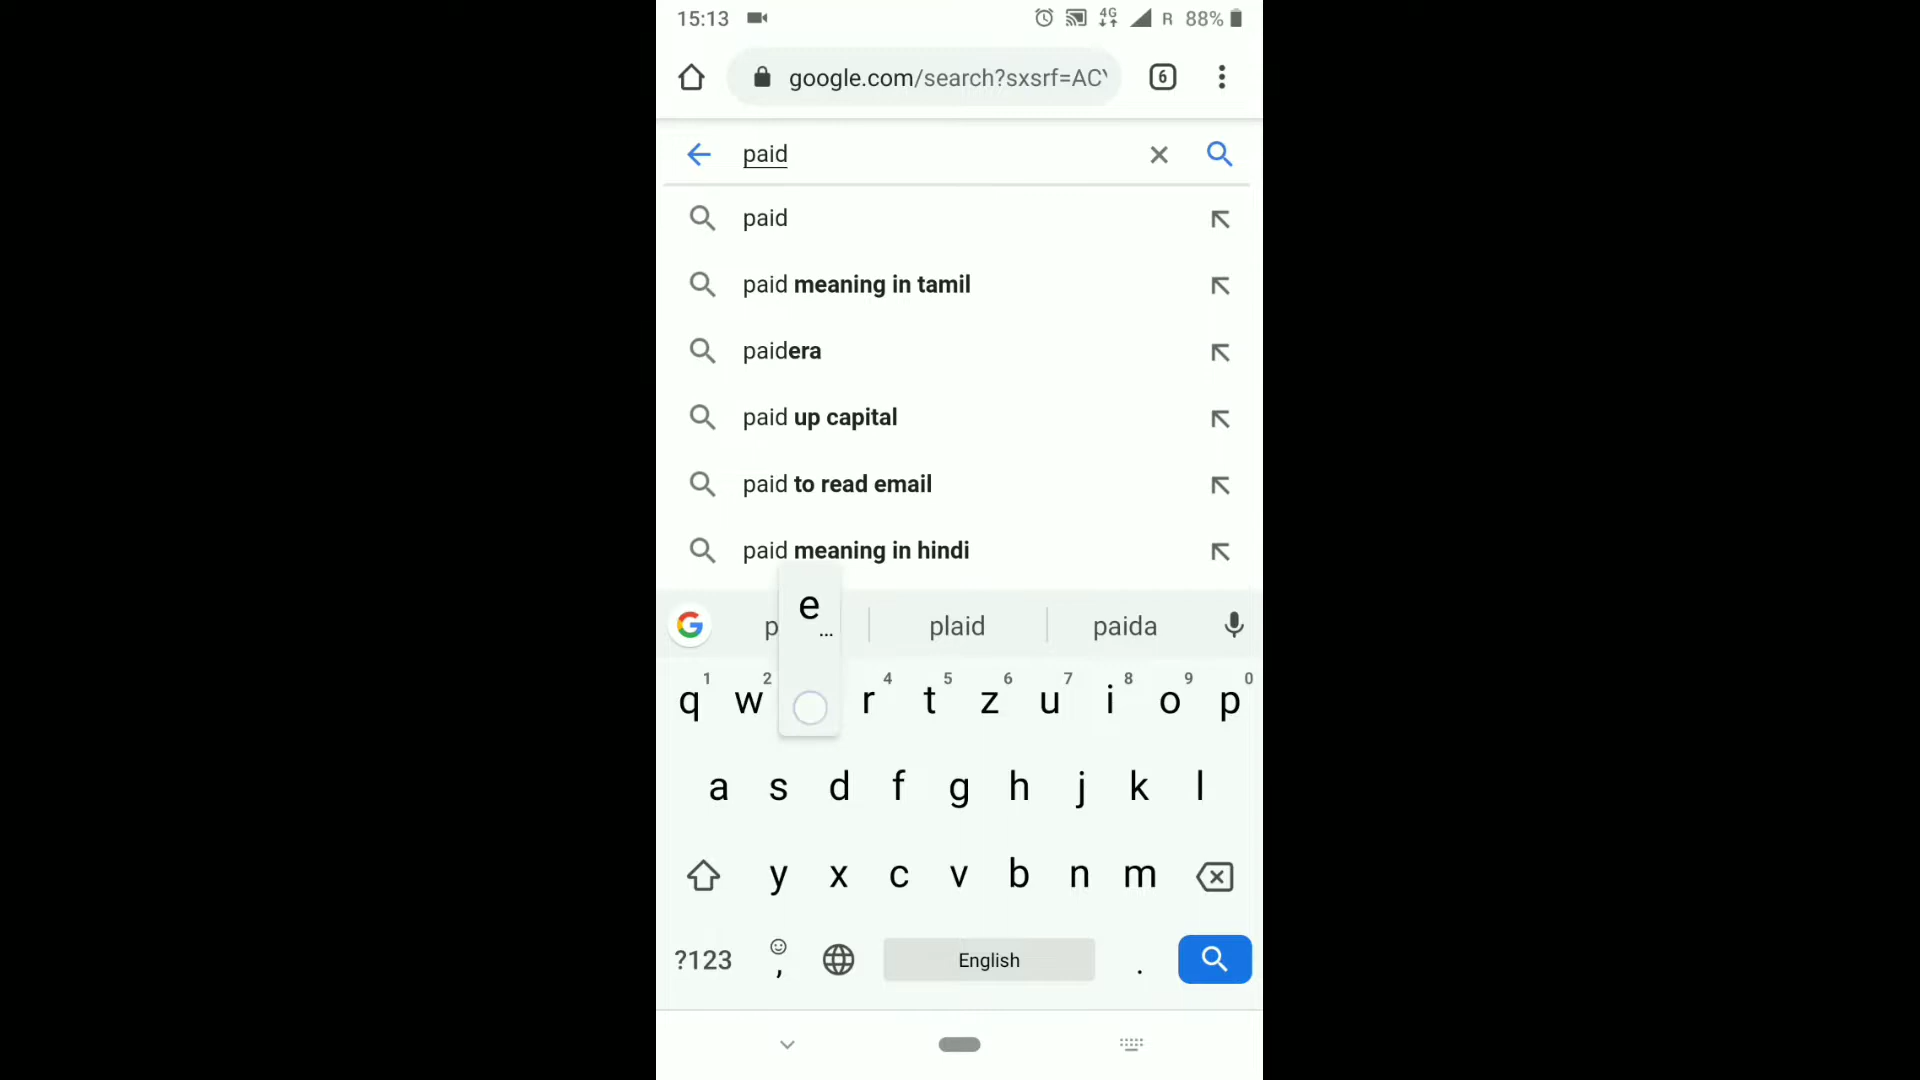 15:13 4G R 88%
google.com/search?sxsrf=AC
6
paid
paid
paid meaning in tamil
paidera
paid up capital
paid to read email
paid meaning in hindi
e
...
p plaid paida
1 2 4 5 6 7 8 9 0
q w r t z u i o p
a s d f g h j k l
y x c v b n m
?123 , English .